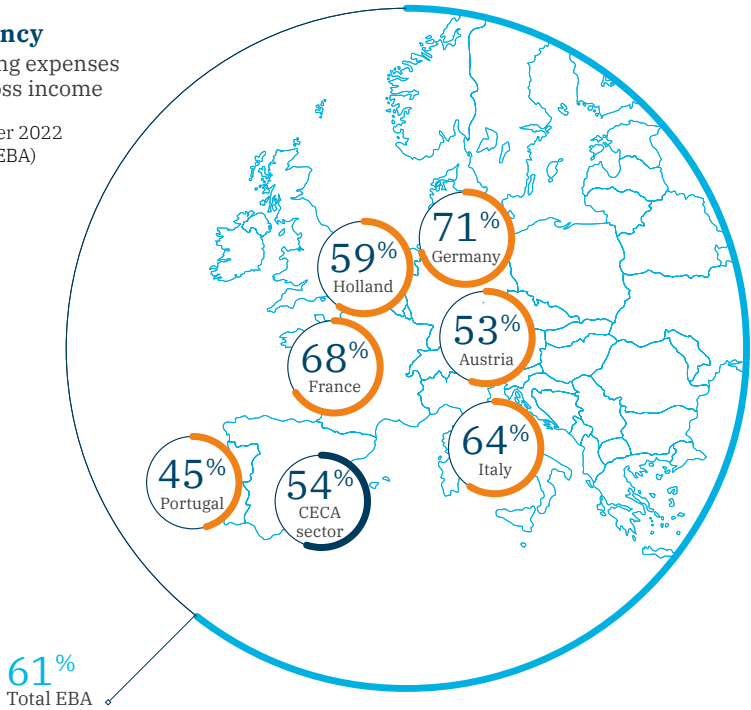 ncy
ng expenses
oss income
er 2022
EBA)
71%
Germany
59%
Holland
53%
Austria
68%
France
64%
Italy
45%
Portugal
54%
CECA
sector
61%
Total EBA